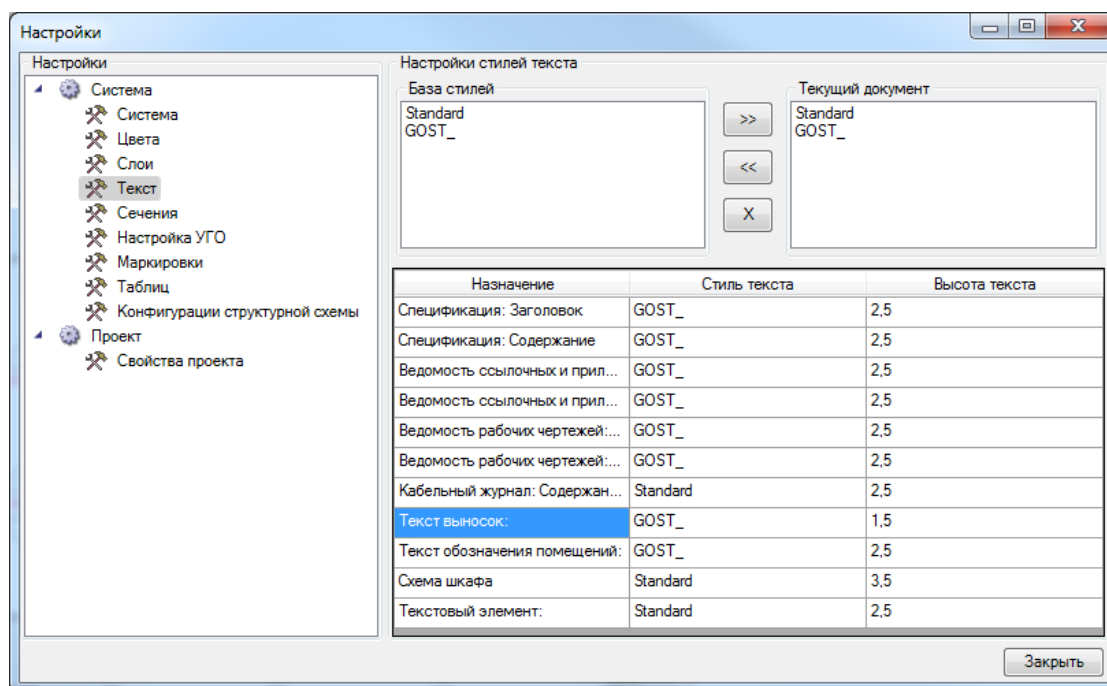 Настройки
Настройки
Система
Система
Цвета
Слои
Текст
Сечения
Настройка УГО
Маркировки
Таблиц
Конфигурации структурной схемы
Проект
Свойства проекта
Настройки стилей текста
База стилей
Standard
GOST_
>>
<<
X
Текущий документ
Standard
GOST_
Назначение Стиль текста Высота текста
Спецификация: Заголовок GOST_ 2,5
Спецификация: Содержание GOST_ 2,5
Ведомость ссылочных и прил... GOST_ 2,5
Ведомость ссылочных и прил... GOST_ 2,5
Ведомость рабочих чертежей:... GOST_ 2,5
Ведомость рабочих чертежей:... GOST_ 2,5
Кабельный журнал: Содержан... Standard 2,5
Текст выносок: GOST_ 1,5
Текст обозначения помещений: GOST_ 2,5
Схема шкафа Standard 3,5
Текстовый элемент: Standard 2,5
Закрыть